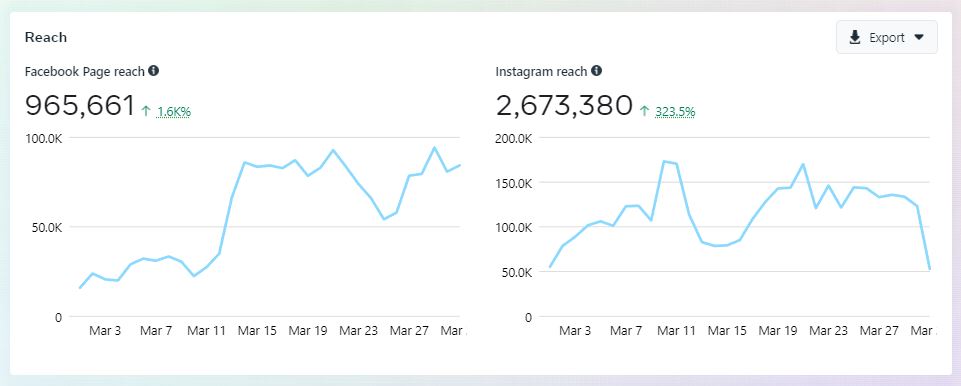 Reach
Export
Facebook Page reach
965,661 ↑ 1.6K%
100.0K
50.0K
0
Mar 3 Mar 7 Mar 11 Mar 15 Mar 19 Mar 23 Mar 27 Mar .
Instagram reach
2,673,380 ↑ 323.5%
200.0K
150.0K
100.0K
50.0K
0
Mar 3 Mar 7 Mar 11 Mar 15 Mar 19 Mar 23 Mar 27 Mar .